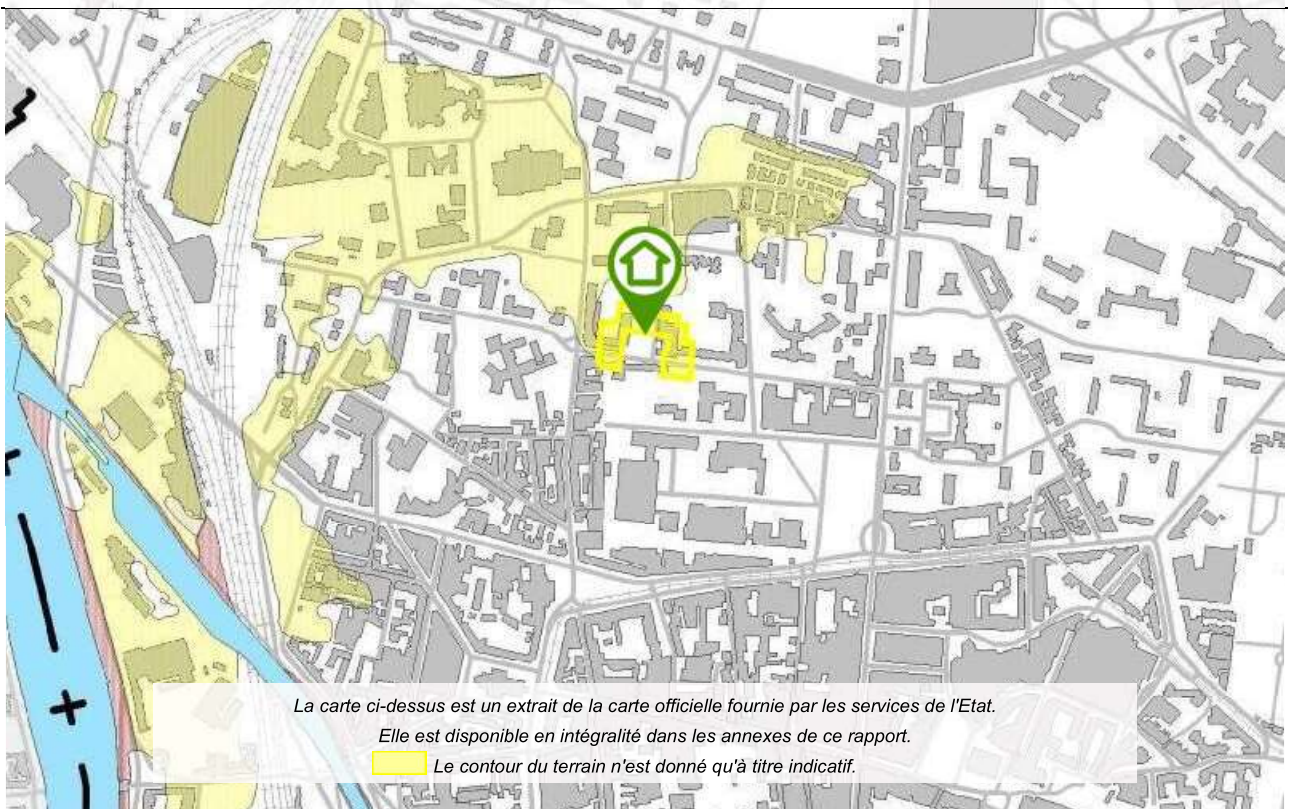 La carte ci-dessus est un extrait de la carte officielle fournie par les services de l'Etat.
Elle est disponible en intégralité dans les annexes de ce rapport.
Le contour du terrain n'est donné qu'à titre indicatif.